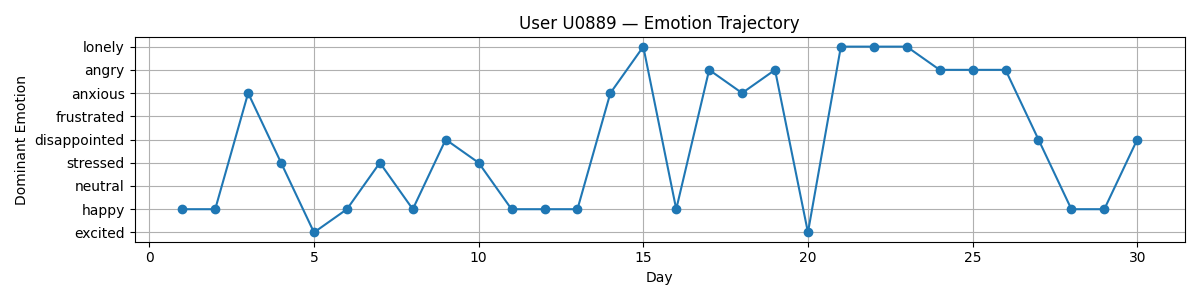 User U0889 — Emotion Trajectory
Dominant Emotion
lonely
angry
anxious
frustrated
disappointed
stressed
neutral
happy
excited
0 5 10 15 20 25 30
Day